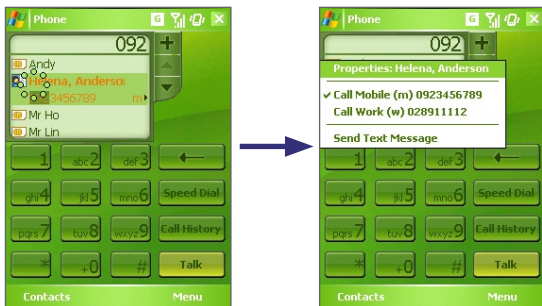 Phone
G
092
Andy
Helena, Anderson
0923456789 m
Mr Ho
Mr Lin
1 abc 2 def 3
ghi 4 jkl 5 mno 6 Speed Dial
pqrs 7 tuv 8 wxyz 9 Call History
* +0 # Talk
Contacts Menu
Phone
G
092
Properties: Helena, Anderson
Call Mobile (m) 0923456789
Call Work (w) 028911112
Send Text Message
1 abc 2 def 3
ghi 4 jkl 5 mno 6 Speed Dial
pqrs 7 tuv 8 wxyz 9 Call History
* +0 # Talk
Contacts Menu